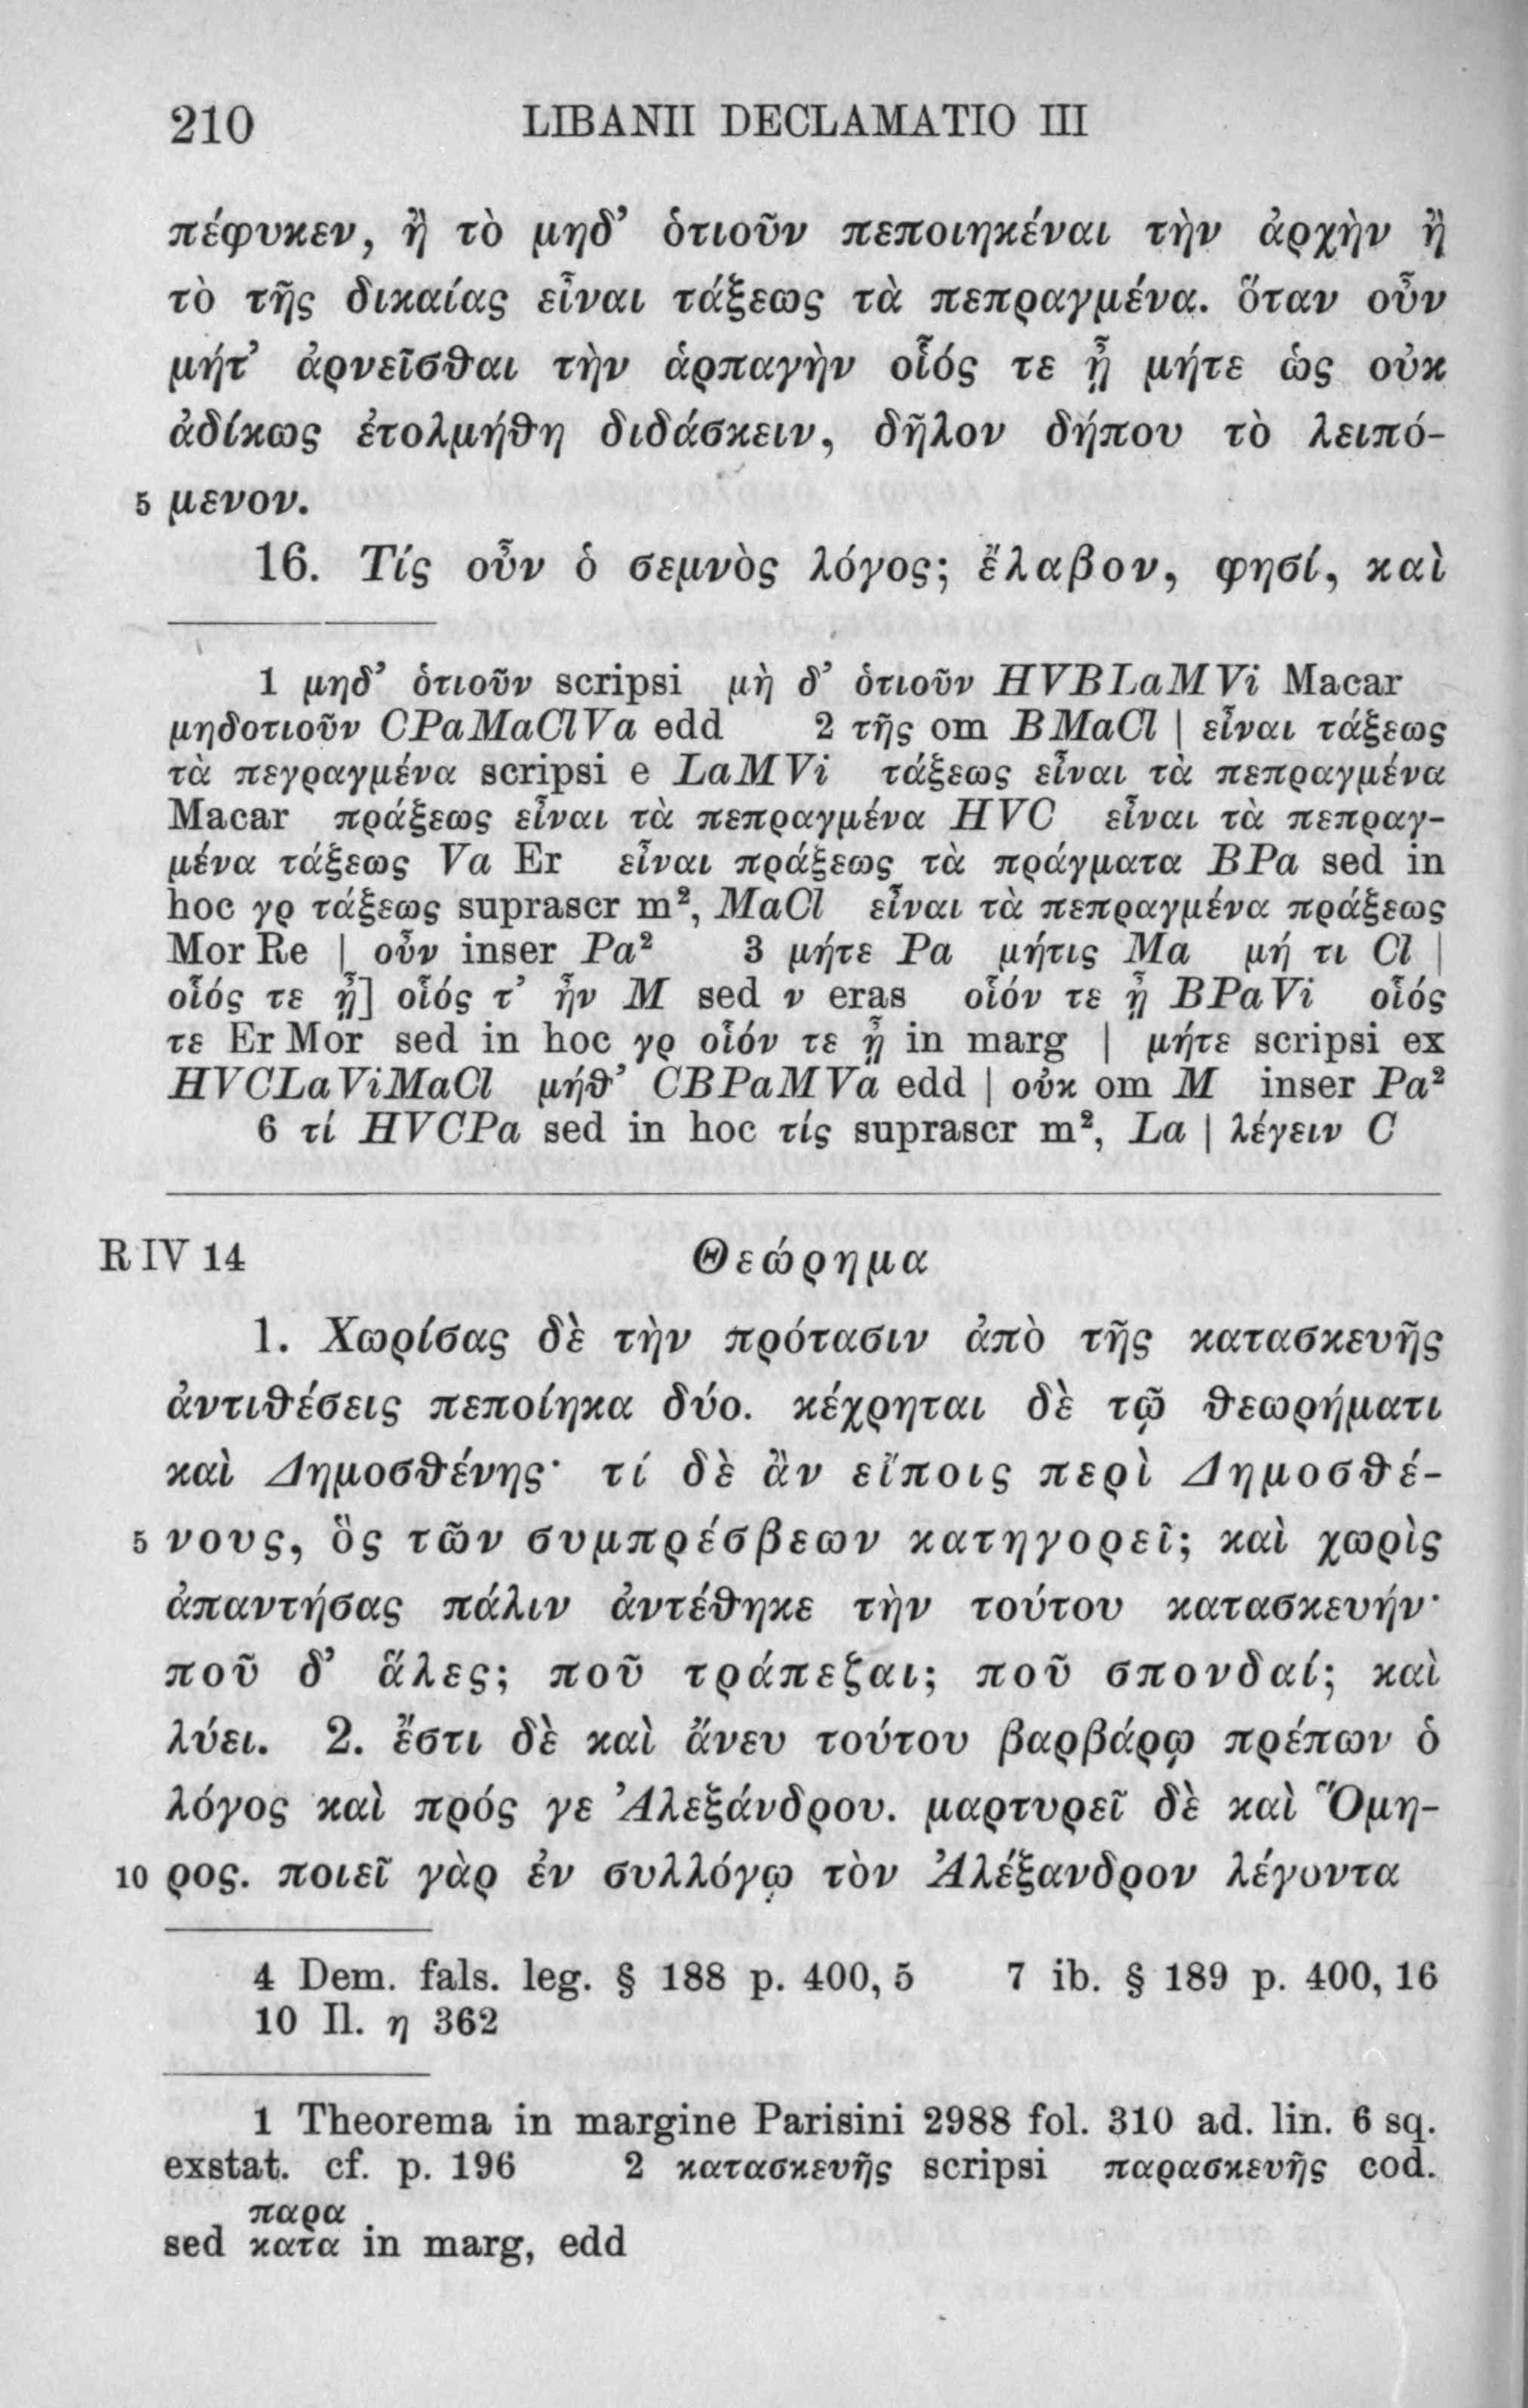 210 LIBANII DECLAMATIO III
πέφυκεν, ἢ τὸ μηδ’ ὁτιοῦν πεποιηκέναι τὴν ἀρχὴν ἢ
τὸ τῆς δικαίας εἶναι τάξεως τὰ πεπραγμένα. ὅταν οὖν
μήτ’ ἀρνεῖσθαι τὴν ἁρπαγὴν οἷός τε ᾖ μήτε ὡς οὐκ
ἀδίκως ἐτολμήθη διδάσκειν, δῆλον δήπου τὸ λειπό-
5 μενον.
16. Τίς οὖν ὁ σεμνὸς λόγος; ἔλαβον, φησί, καὶ
1 μηδ’ ὁτιοῦν scripsi μὴ δ’ ὁτιοῦν HVBLaMVi Macar
μηδοτιοῦν CPaMaClVa edd 2 τῆς om BMaCl | εἶναι τάξεως
τὰ πεγραγμένα scripsi e LaMVi τάξεως εἶναι τὰ πεπραγμένα
Macar πράξεως εἶναι τὰ πεπραγμένα HVC εἶναι τὰ πεπραγ-
μένα τάξεως Va Er εἶναι πράξεως τὰ πράγματα BPa sed in
hoc γρ τάξεως suprascr m², MaCl εἶναι τὰ πεπραγμένα πράξεως
Mor Re | οὖν inser Pa² 3 μήτε Pa μήτις Ma μή τι Cl |
οἷός τε ᾖ] οἷός τ’ ἦν M sed ν eras οἷόν τε ᾖ BPaVi οἷός
τε Er Mor sed in hoc γρ οἷόν τε ᾖ in marg | μήτε scripsi ex
HVCLaViMaCl μήθ’ CBPaMVa edd | οὐκ om M inser Pa²
6 τί HVCPa sed in hoc τίς suprascr m², La | λέγειν C
R IV 14 Θεώρημα
1. Χωρίσας δὲ τὴν πρότασιν ἀπὸ τῆς κατασκευῆς
ἀντιθέσεις πεποίηκα δύο. κέχρηται δὲ τῷ θεωρήματι
καὶ Δημοσθένης· τί δὲ ἂν εἴποις περὶ Δημοσθέ-
5 νους, ὃς τῶν συμπρέσβεων κατηγορεῖ; καὶ χωρὶς
ἀπαντήσας πάλιν ἀντέθηκε τὴν τούτου κατασκευήν·
ποῦ δ’ ἅλες; ποῦ τράπεζαι; ποῦ σπονδαί; καὶ
λύει. 2. ἔστι δὲ καὶ ἄνευ τούτου βαρβάρῳ πρέπων ὁ
λόγος καὶ πρός γε Ἀλεξάνδρου. μαρτυρεῖ δὲ καὶ Ὅμη-
10 ρος. ποιεῖ γὰρ ἐν συλλόγῳ τὸν Ἀλέξανδρον λέγοντα
4 Dem. fals. leg. § 188 p. 400, 5 7 ib. § 189 p. 400, 16
10 Il. η 362
1 Theorema in margine Parisini 2988 fol. 310 ad. lin. 6 sq.
exstat. cf. p. 196 2 κατασκευῆς scripsi παρασκευῆς cod.
παρα
sed κατα in marg, edd